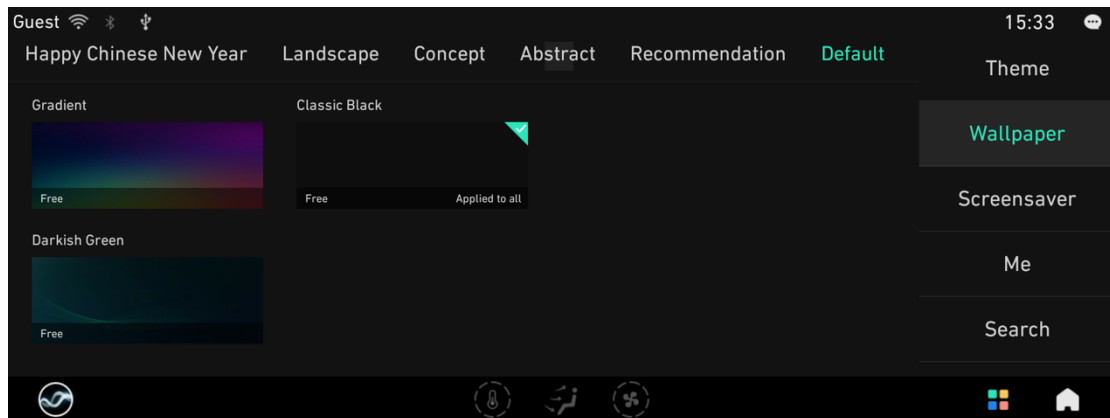 Guest 15:33
Happy Chinese New Year Landscape Concept Abstract Recommendation Default
Theme
Wallpaper
Screensaver
Me
Search
Gradient Classic Black
Free Free Applied to all
Darkish Green
Free